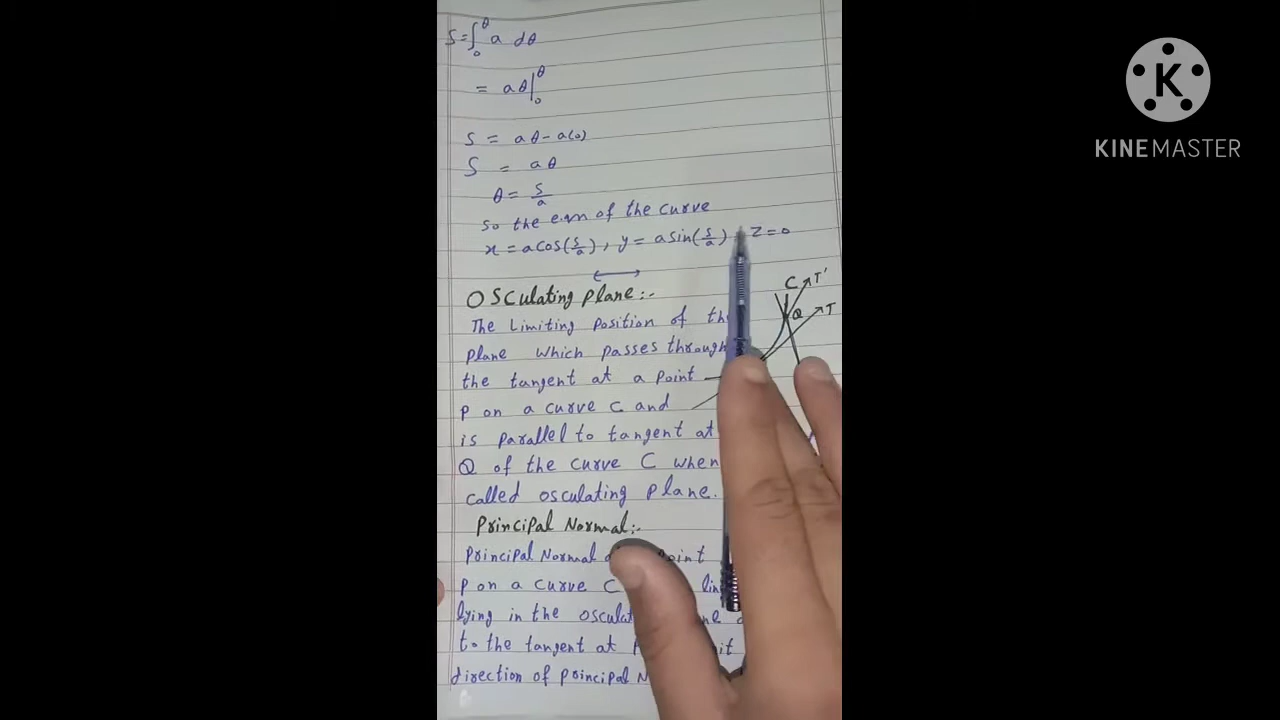 S=∫₀^θ a dθ
= aθ|₀^θ
S = aθ - a(0)
S = aθ
θ = S/a
So the eqn of the curve
x = a cos(S/a), y = a sin(S/a) Z=0
OSculating plane:-
The Limiting position of the
plane which passes through
the tangent at a point
P on a curve C and
is parallel to tangent at
Q of the curve C when
called osculating plane.
Principal Normal:-
Principal Normal
P on a curve C
lying in the
to the tangent at
direction of principal
C T'
Q T
K
KINEMASTER